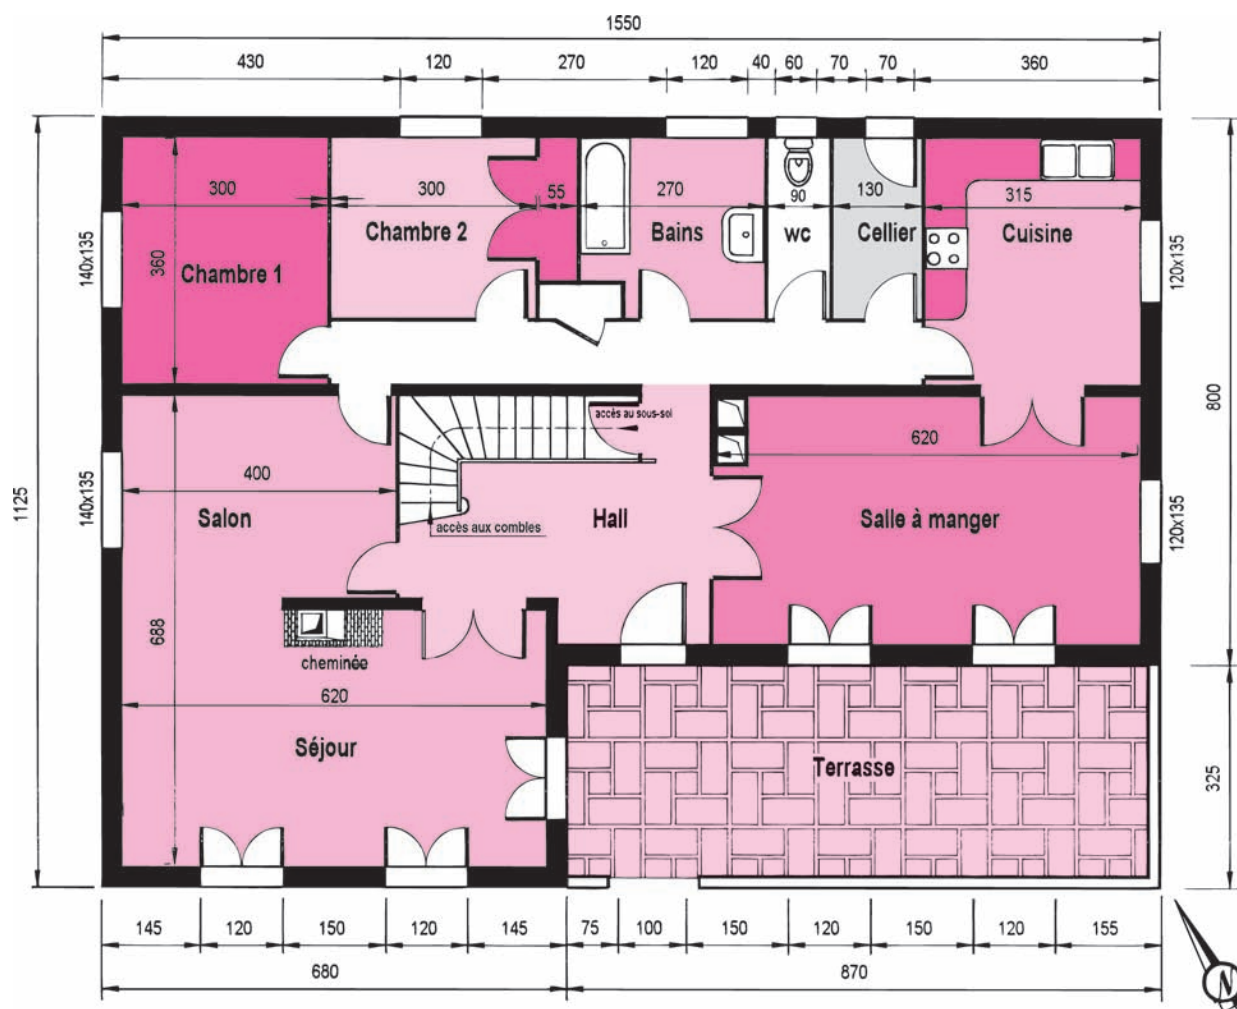 1550
430 120 270 120 40 60 70 70 360
300 300 55 270 90 130 315
Chambre 2 Bains wc Cellier Cuisine
140x135 360 Chambre 1 120x135
800
accès au sous-sol
620
400
1125 140x135 Salon Hall Salle à manger 120x135
accès aux combles
688
cheminée
620
Séjour
Terrasse
325
145 120 150 120 145 75 100 150 120 150 120 155
680 870
N